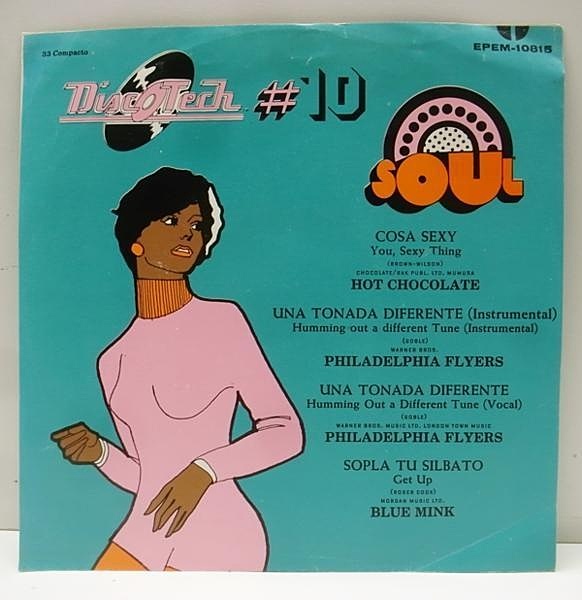 33 Compacto
EPEM-10815
DiscOTech #10
SOUL
COSA SEXY
You, Sexy Thing
(BROWN-WILSON)
CHOCOLATE/RAK PUBL. LTD, MUMUSA
HOT CHOCOLATE
UNA TONADA DIFERENTE (Instrumental)
Humming out a different Tune (Instrumental)
(GOBLE)
WARNER BROS.
PHILADELPHIA FLYERS
UNA TONADA DIFERENTE
Humming Out a Different Tune (Vocal)
(GOBLE)
WARNER BROS. MUSIC LTD. LONDON TOWN MUSIC
PHILADELPHIA FLYERS
SOPLA TU SILBATO
Get Up
(ROGER COOK)
MORGAN MUSIC LTD.
BLUE MINK